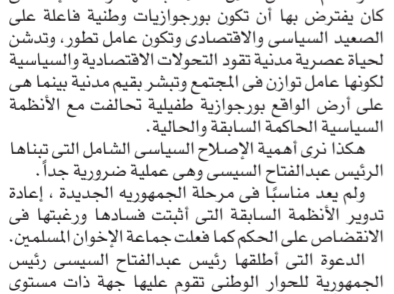 كان يفترض بها أن تكون بورجوازيات وطنية فاعلة على
الصعيد السياسى والاقتصادى وتكون عامل تطور، وتدشن
لحياة عصرية مدنية تقود التحولات الاقتصادية والسياسية
لكونها عامل توازن فى المجتمع وتبشر بقيم مدنية بينما هى
على أرض الواقع بورجوازية طفيلية تحالفت مع الأنظمة
السياسية الحاكمة السابقة والحالية.
هكذا نرى أهمية الإصلاح السياسى الشامل التى تبناها
الرئيس عبدالفتاح السيسى وهى عملية ضرورية جداً.
ولم يعد مناسبًا فى مرحلة الجمهوريه الجديدة ، إعادة
تدوير الأنظمة السابقة التى أثبتت فسادها ورغبتها فى
الانقضاص على الحكم كما فعلت جماعة الإخوان المسلمين.
الدعوة التى أطلقها رئيس عبدالفتاح السيسى رئيس
الجمهورية للحوار الوطنى تقوم عليها جهة ذات مستوى